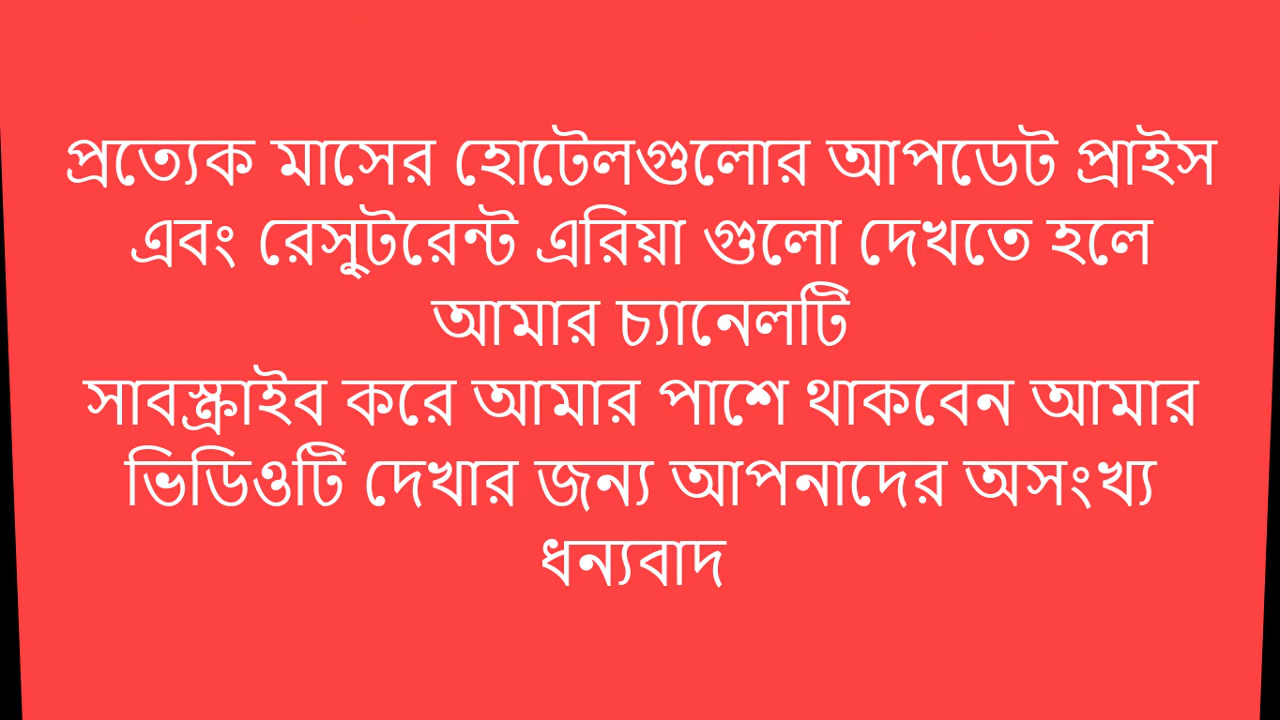 প্রত্যেক মাসের হোটেলগুলোর আপডেট প্রাইস
এবং রেসু্টরেন্ট এরিয়া গুলো দেখতে হলে
আমার চ্যানেলটি
সাবস্ক্রাইব করে আমার পাশে থাকবেন আমার
ভিডিওটি দেখার জন্য আপনাদের অসংখ্য
ধন্যবাদ